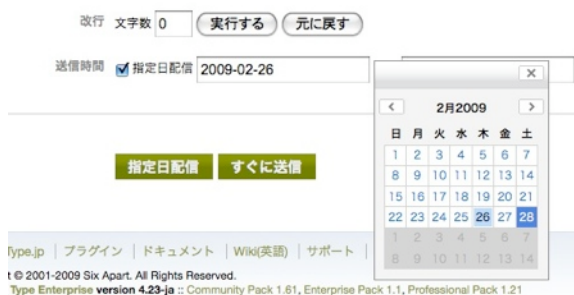 改行 文字数 0 実行する 元に戻す
送信時間 指定日配信 2009-02-26
×
< 2月2009 >
日 月 火 水 木 金 土
1 2 3 4 5 6 7
8 9 10 11 12 13 14
15 16 17 18 19 20 21
22 23 24 25 26 27 28
1 2 3 4 5 6 7
8 9 10 11 12 13 14
指定日配信 すぐに送信
Type.jp | プラグイン | ドキュメント | Wiki(英語) | サポート |
t © 2001-2009 Six Apart. All Rights Reserved.
Type Enterprise version 4.23-ja :: Community Pack 1.61, Enterprise Pack 1.1, Professional Pack 1.21